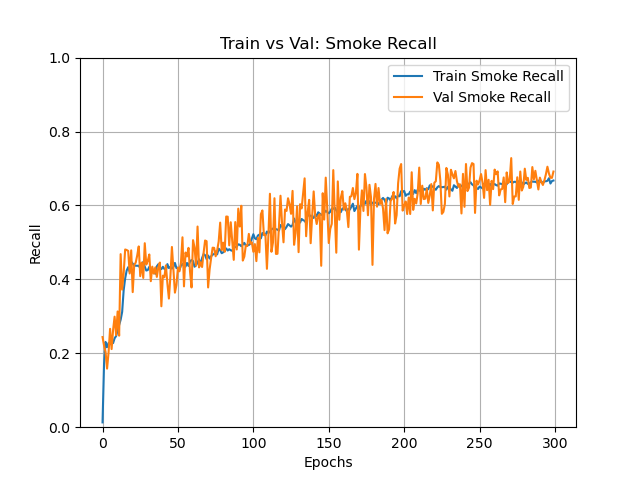 Train vs Val: Smoke Recall
1.0
0.8
0.6
0.4
0.2
0.0
Recall
Train Smoke Recall
Val Smoke Recall
0 50 100 150 200 250 300
Epochs